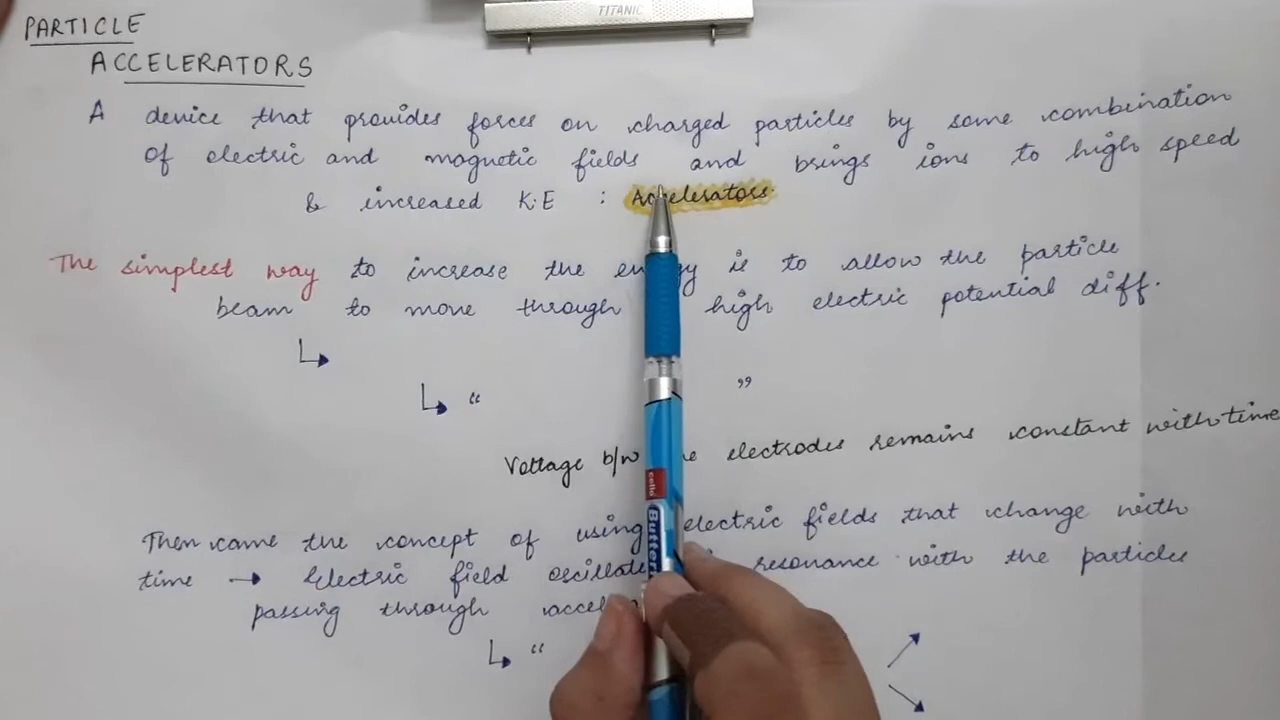 TITANIC
PARTICLE
ACCELERATORS
A device that provides forces on charged particles by some combination
of electric and magnetic fields and brings ions to high speed
& increased K.E : Accelerators
The simplest way to increase the energy is to allow the particle
beam to move through high electric potential diff.
“ ”
Voltage b/w electrodes remains constant with time
Then came the concept of using electric fields that change with
time → Electric field oscillate resonance with the particles
passing through
“
cello
Butter